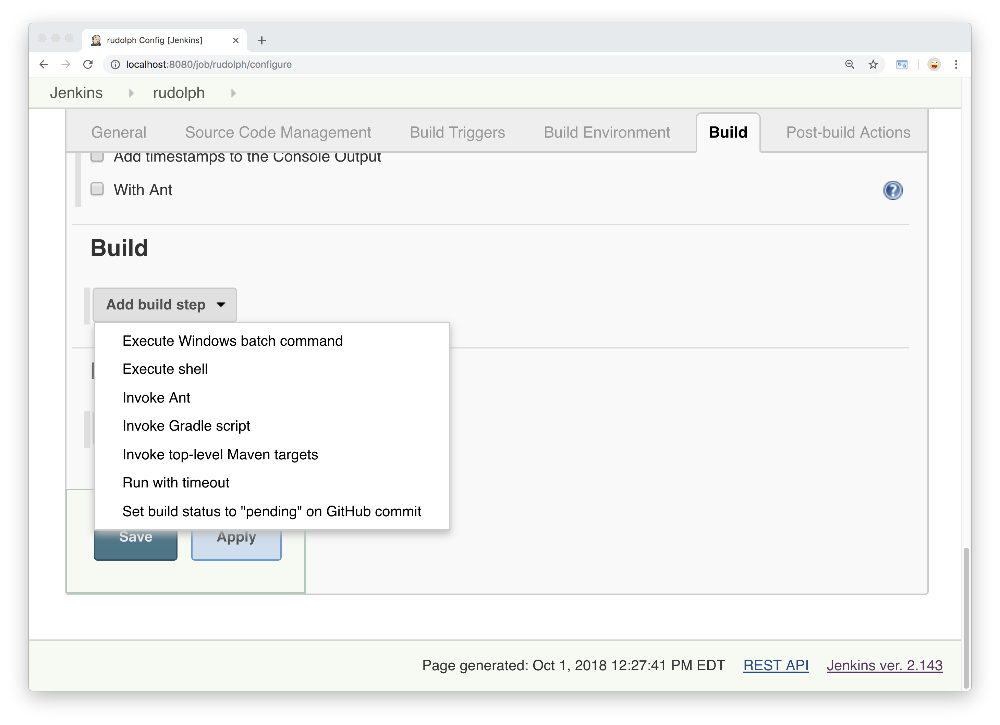 rudolph Config [Jenkins]
localhost:8080/job/rudolph/configure
Jenkins rudolph
General Source Code Management Build Triggers Build Environment Build Post-build Actions
Add timestamps to the Console Output
With Ant
Build
Add build step
Execute Windows batch command
Execute shell
Invoke Ant
Invoke Gradle script
Invoke top-level Maven targets
Run with timeout
Set build status to "pending" on GitHub commit
Save Apply
Page generated: Oct 1, 2018 12:27:41 PM EDT REST API Jenkins ver. 2.143